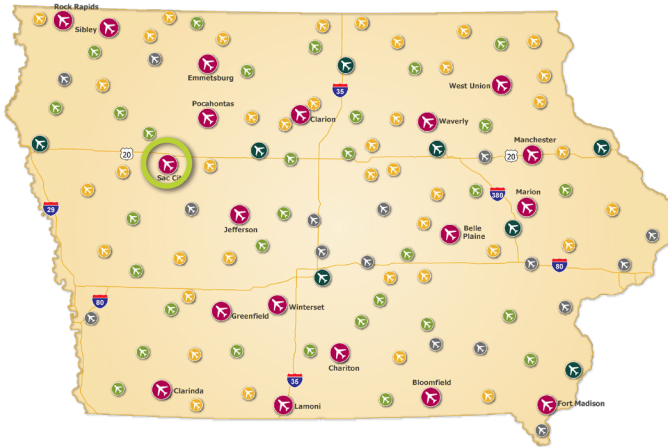 Rock Rapids
Sibley
Emmetsburg
35
West Union
Pocahontas
Clarion
Waverly
Manchester
20
20
Sac City
380
Marion
29
Jefferson
Belle
Plaine
80
80
Greenfield
Winterset
Chariton
35
Clarinda
Lamoni
Bloomfield
Fort Madison